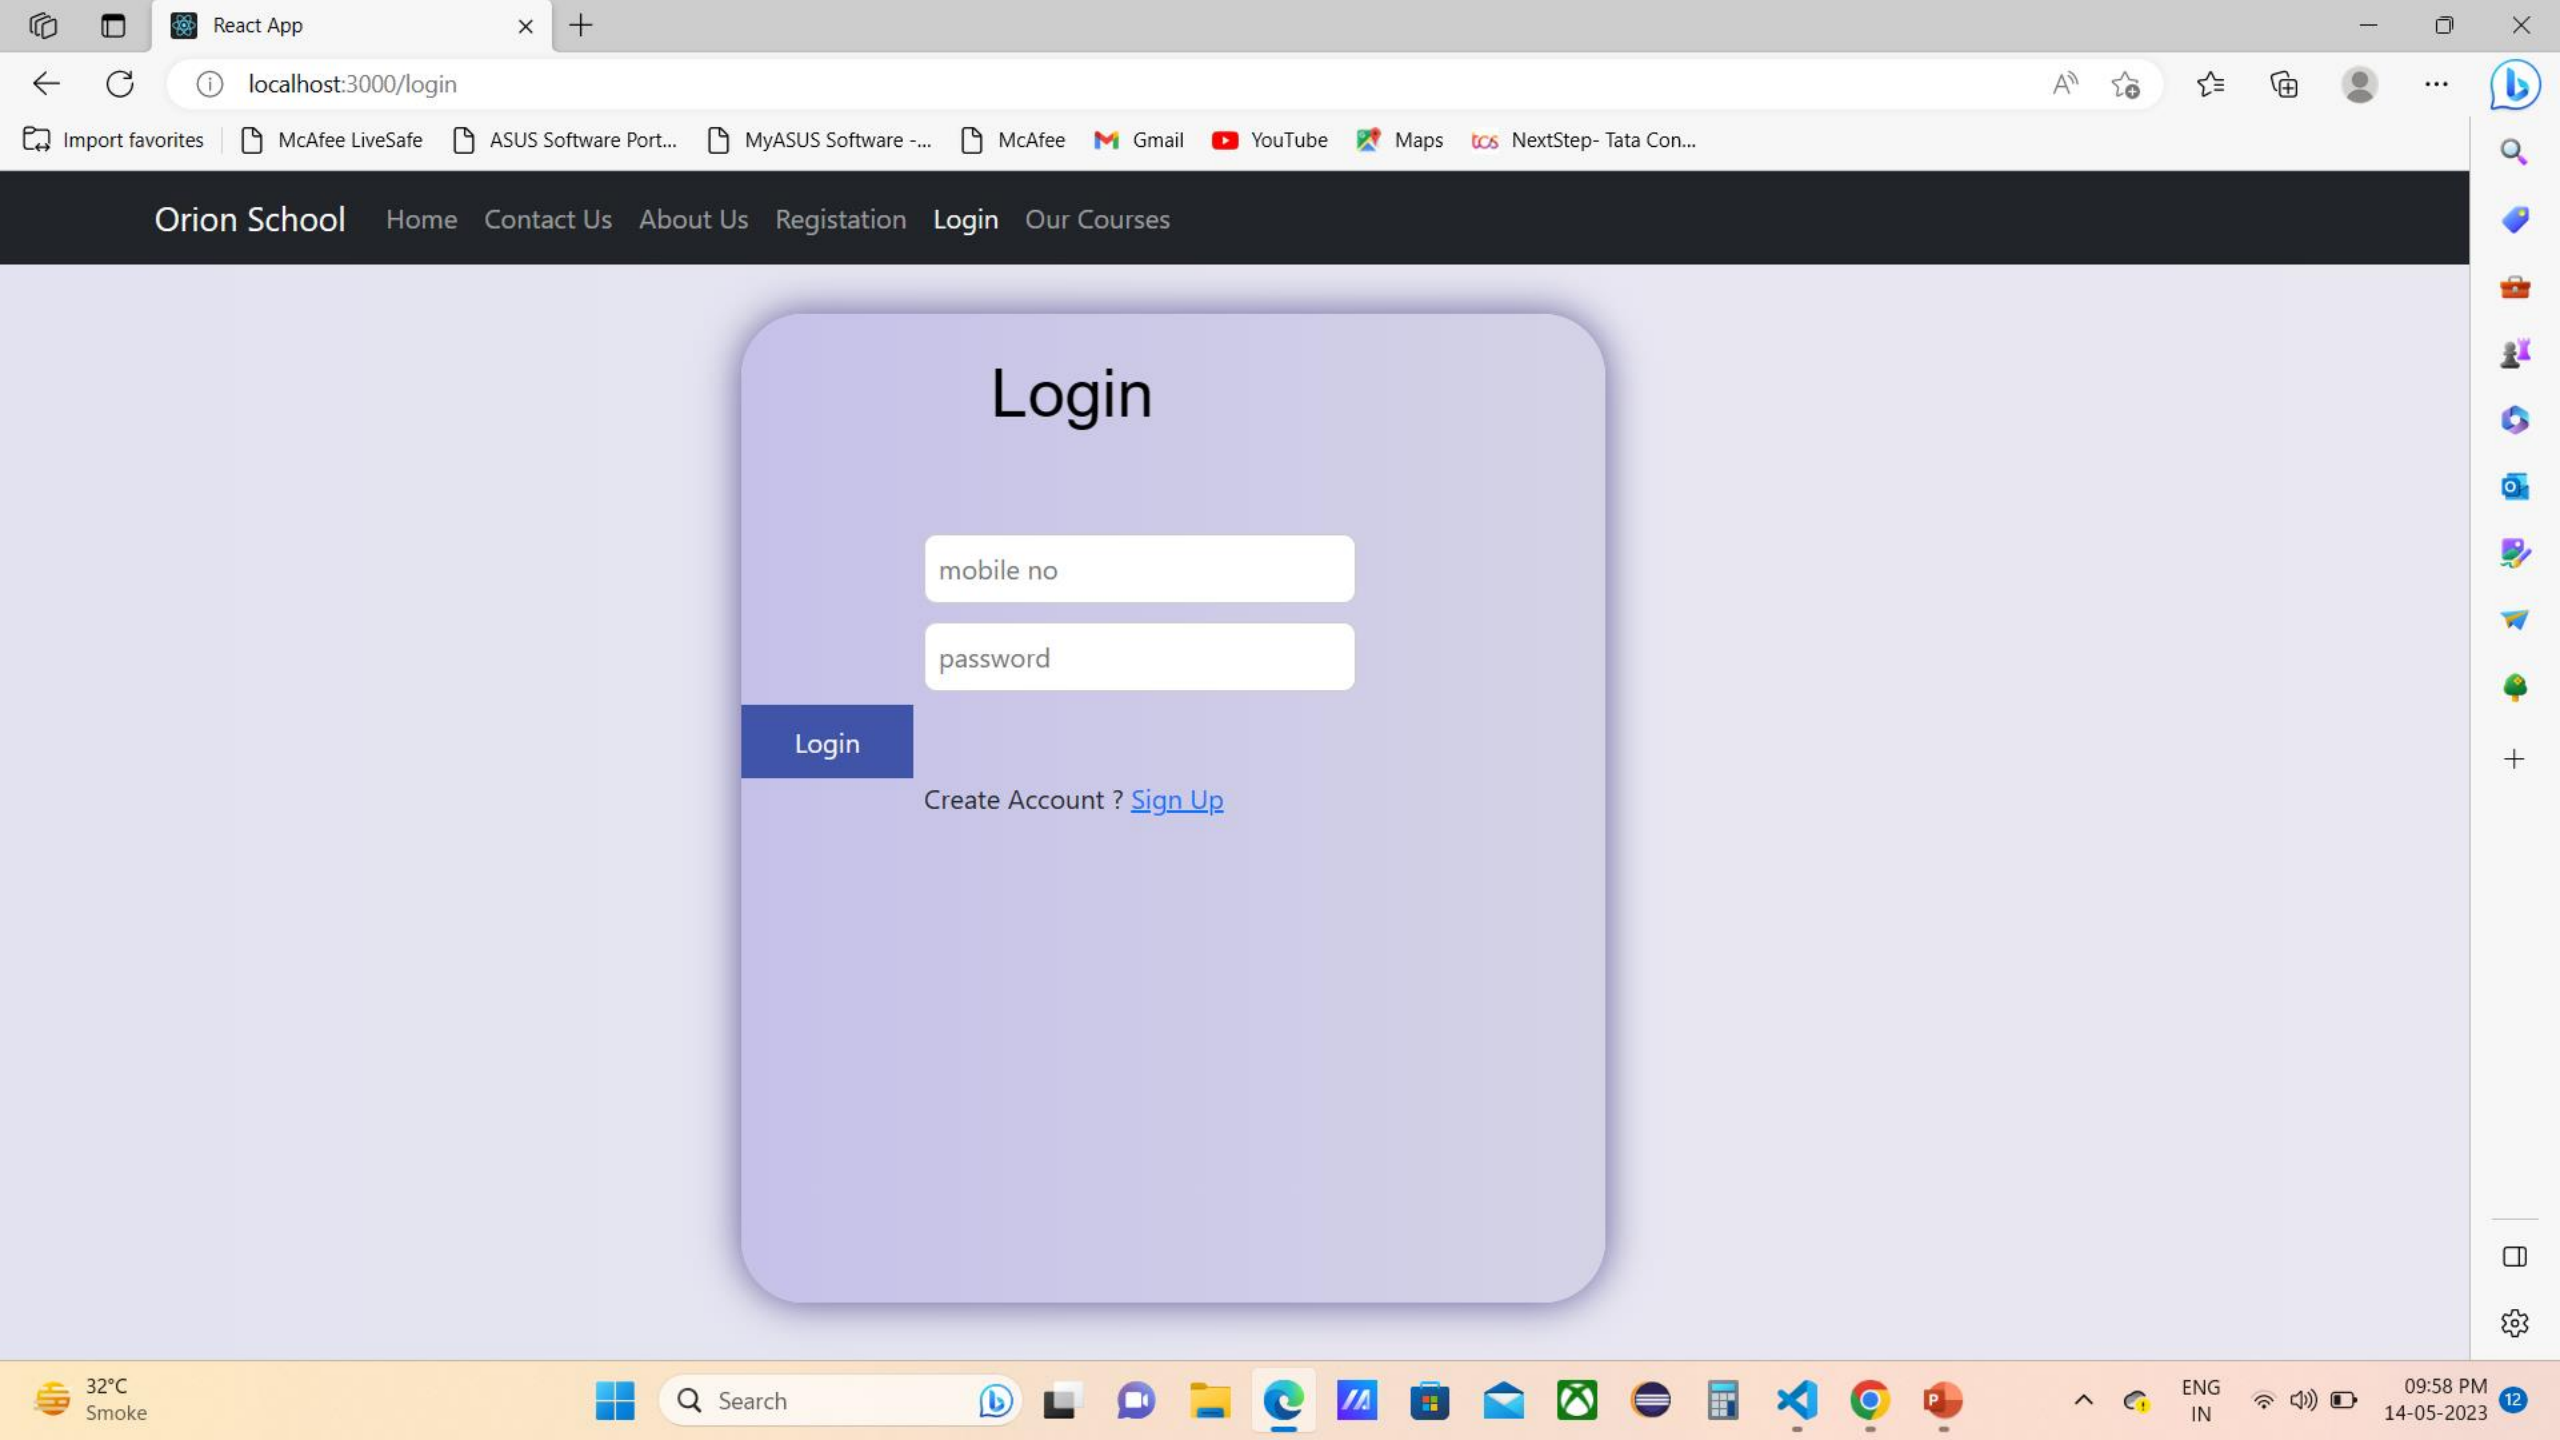 React App
localhost:3000/login
Import favorites McAfee LiveSafe ASUS Software Port... MyASUS Software -... McAfee Gmail YouTube Maps tcs NextStep- Tata Con...
Orion School Home Contact Us About Us Registation Login Our Courses
Login
mobile no
password
Login
Create Account ? Sign Up
32°C
Smoke
Search
ENG
IN
09:58 PM
14-05-2023
12